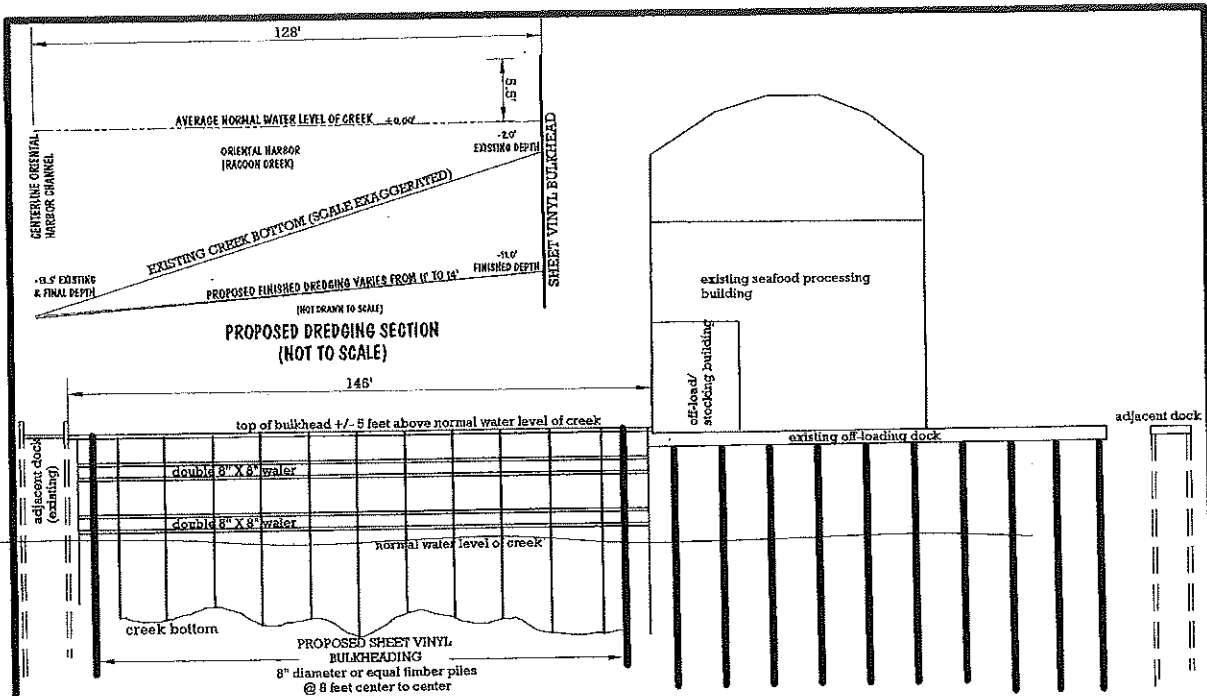 128'
5.5'
AVERAGE NORMAL WATER LEVEL OF CREEK +0.00'
ORIENTAL HARBOR
(RACOON CREEK)
-2.0'
EXISTING DEPTH
CENTERLINE ORIENTAL
HARBOR CHANNEL
SHEET VINYL BULKHEAD
EXISTING CREEK BOTTOM (SCALE EXAGGERATED)
-11.0'
FINISHED DEPTH
-13.5' EXISTING
& FINAL DEPTH
PROPOSED FINISHED DREDGING VARIES FROM 11' TO 14'
(NOT DRAWN TO SCALE)
PROPOSED DREDGING SECTION
(NOT TO SCALE)
existing seafood processing
building
off-load/
stocking building
146'
top of bulkhead +/- 5 feet above normal water level of creek
existing off-loading dock
adjacent dock
adjacent dock
(existing)
double 8" X 8" waler
double 8" X 8" waler
normal water level of creek
creek bottom
PROPOSED SHEET VINYL
BULKHEADING
8" diameter or equal timber piles
@ 8 feet center to center